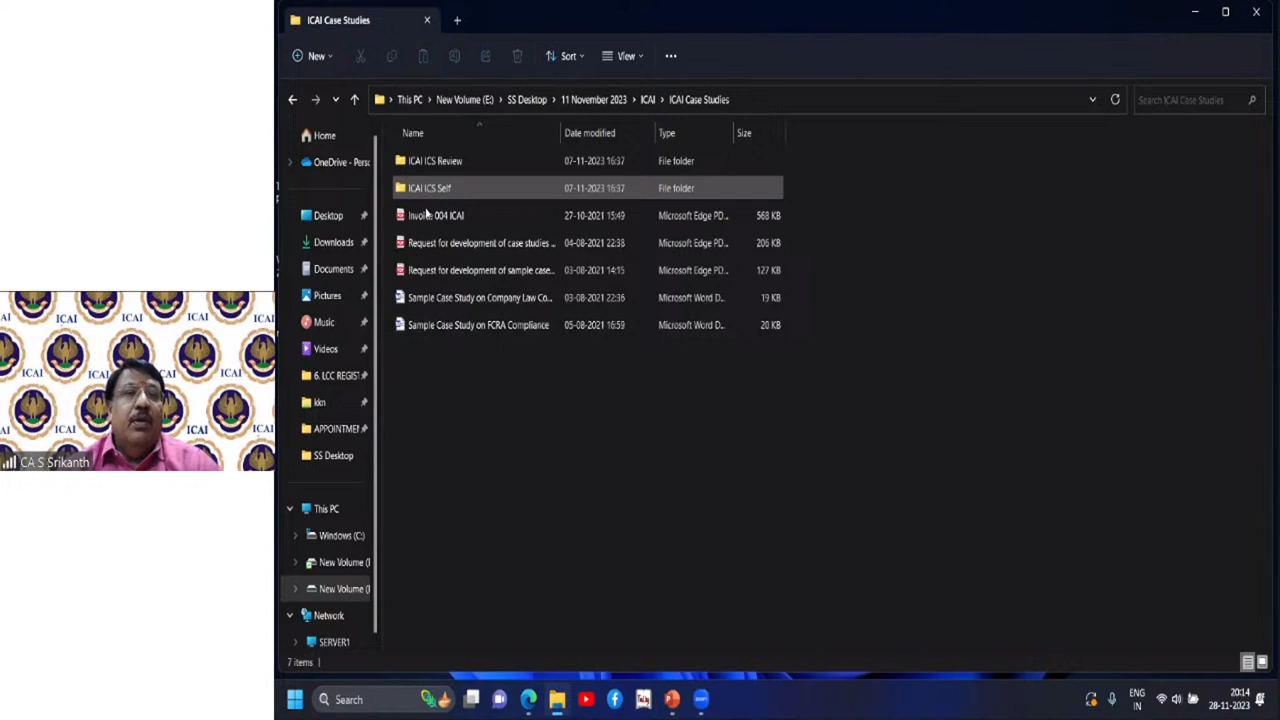 ICAI Case Studies
New
Sort
View
This PC > New Volume (E:) > SS Desktop > 11 November 2023 > ICAI > ICAI Case Studies
Search ICAI Case Studies
Name Date modified Type Size
ICAI ICS Review 07-11-2023 16:37 File folder
ICAI ICS Self 07-11-2023 16:37 File folder
Invoice 004 ICAI 27-10-2021 15:49 Microsoft Edge PD... 568 KB
Request for development of case studies ... 04-08-2021 22:38 Microsoft Edge PD... 206 KB
Request for development of sample case... 03-08-2021 14:15 Microsoft Edge PD... 127 KB
Sample Case Study on Company Law Co... 03-08-2021 22:36 Microsoft Word D... 19 KB
Sample Case Study on FCRA Compliance 05-08-2021 16:59 Microsoft Word D... 20 KB
Home
OneDrive - Persc
Desktop
Downloads
Documents
Pictures
Music
Videos
6. LCC REGIST
kkn
APPOINTMEN
SS Desktop
This PC
Windows (C:)
New Volume (
New Volume (
Network
SERVER1
7 items
ICAI
ICAI
ICAI
ICAI
ICAI
CA S Srikanth
Search
ENG
IN
20:14
28-11-2023